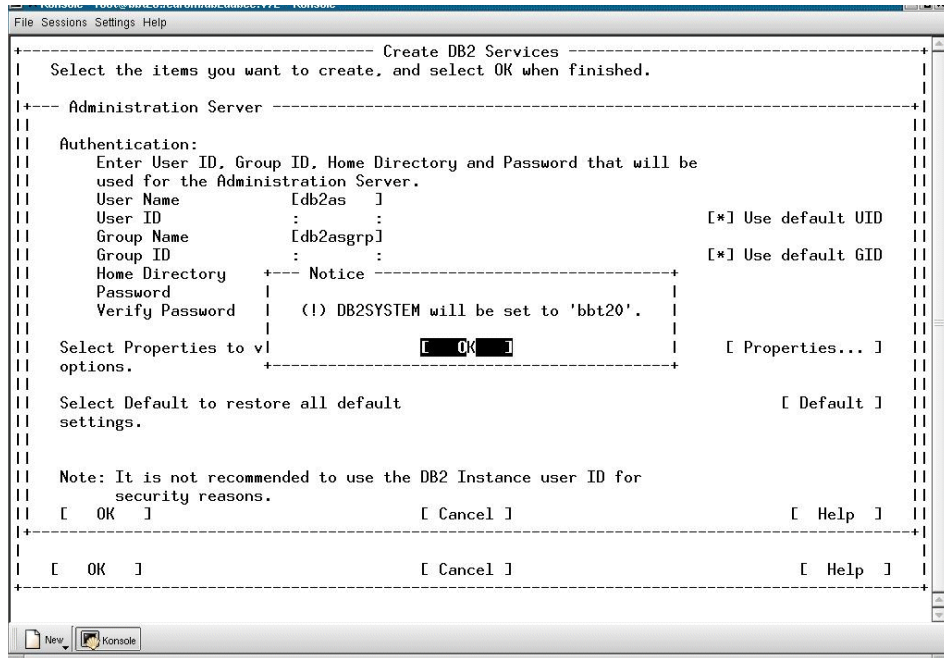 File Sessions Settings Help
Create DB2 Services
Select the items you want to create, and select OK when finished.
Administration Server
Authentication:
Enter User ID, Group ID, Home Directory and Password that will be
used for the Administration Server.
User Name [db2as ]
User ID : : [*] Use default UID
Group Name [db2asgrp]
Group ID : : [*] Use default GID
Home Directory
Notice
Password
Verify Password
(!) DB2SYSTEM will be set to 'bbt20'.
[ OK ]
Select Properties to v
[ Properties... ]
options.
Select Default to restore all default [ Default ]
settings.
Note: It is not recommended to use the DB2 Instance user ID for
security reasons.
[ OK ] [ Cancel ] [ Help ]
[ OK ] [ Cancel ] [ Help ]
New Konsole